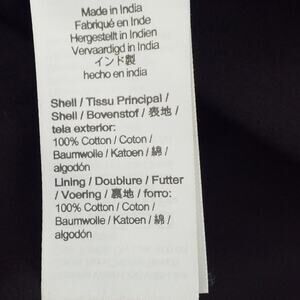 Made in India
Fabriqué en Inde
Hergestellt in Indien
Vervaardigd in India
インド製
hecho en india
Shell / Tissu Principal /
Shell / Bovenstof / 表地 /
tela exterior:
100% Cotton / Coton /
Baumwolle / Katoen / 綿 /
algodón
Lining / Doublure / Futter
/ Voering / 裏地 / forro:
100% Cotton / Coton /
Baumwolle / Katoen / 綿 /
algodón